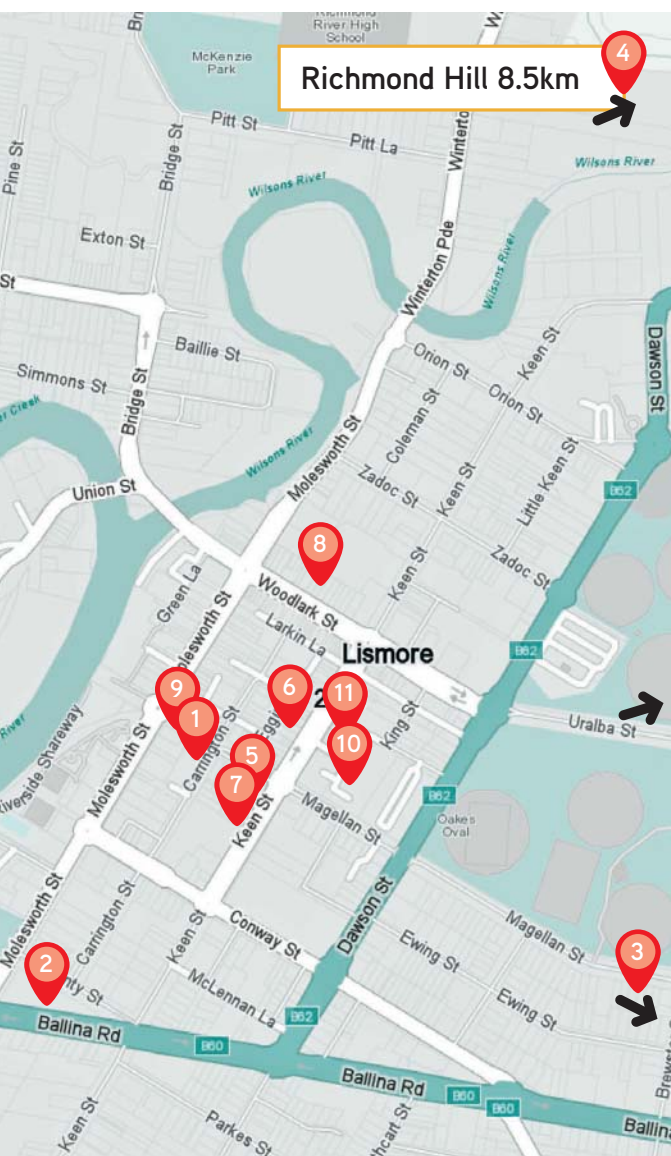 Richmond
River High
School
McKenzie
Park
4
Richmond Hill 8.5km
Pitt St
Pitt La
Pine St
Bridge St
Wilsons River
Wilsons River
Exton St
Winterton Pde
Wilsons River
St
Baillie St
Orion St
Keen St
Dawson St
Simmons St
Bridge St
Coleman St
Orion St
Wilsons River
Molesworth St
Keen St
Little Keen St
Union St
Zadoc St
B62
8
Zadoc St
Green La
Woodlark St
Keen St
Larkin La
Lismore
B62
Molesworth St
9
6
11
1
Carrington St
10
King St
Uralba St
5
7
Riverside Shareway
Molesworth St
Keen St
Magellan St
B62
Oakes
Oval
Molesworth St
Carrington St
Keen St
Conway St
Dawson St
Ewing St
Magellan St
3
2
McLennan La
Ewing St
B62
Ballina Rd
B60
Ballina Rd
B60
B60
Keen St
Parkes St